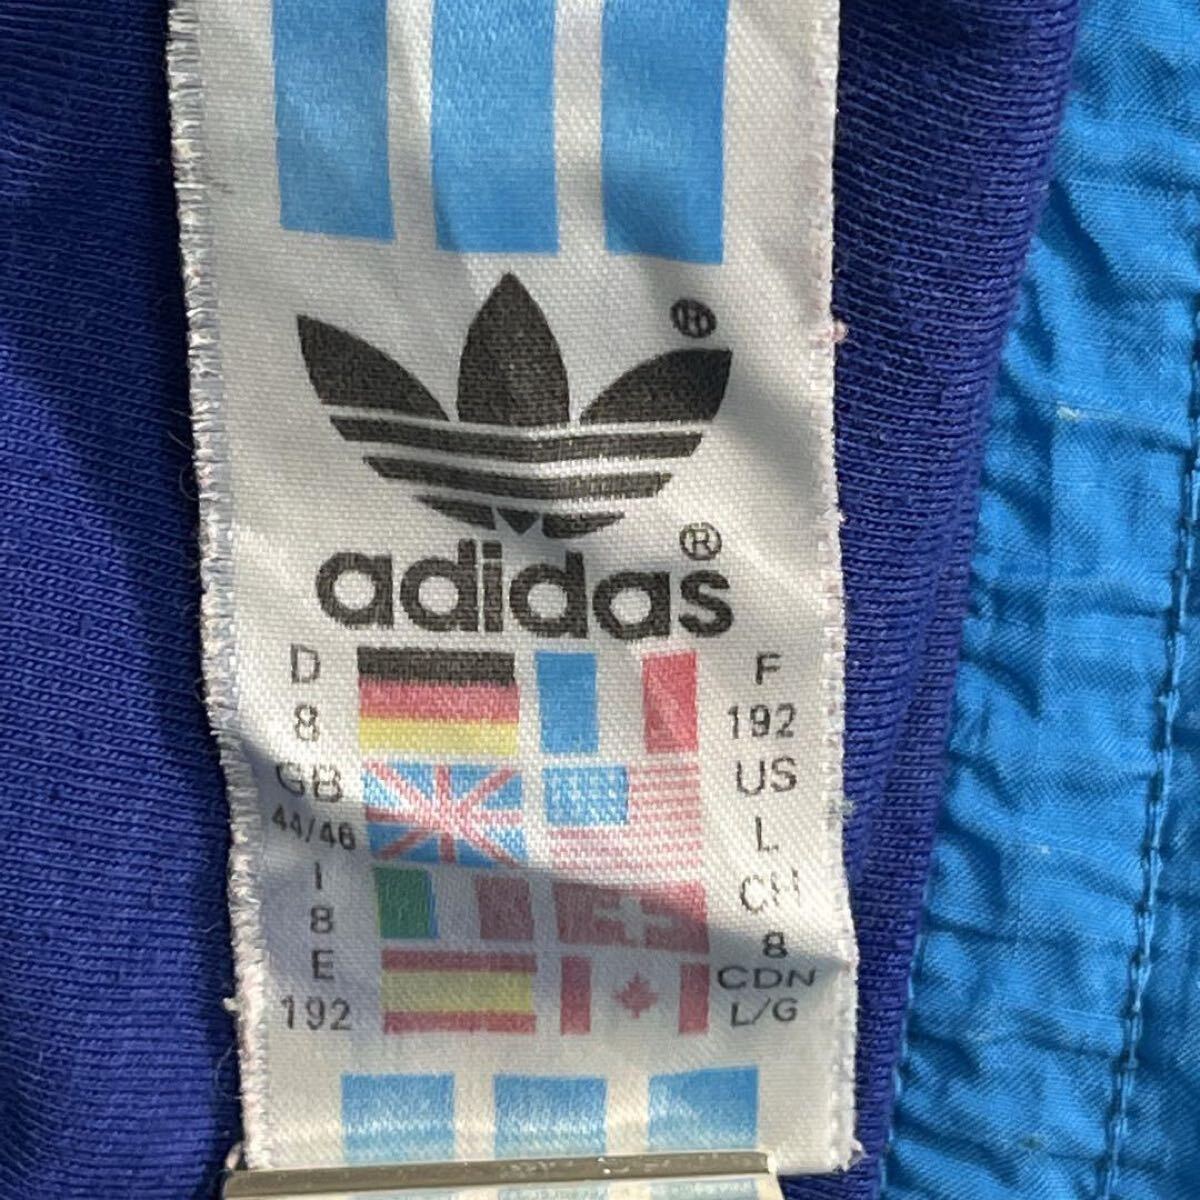 ®
adidas®
D F
8 192
GB US
44/46 L
I CH
8 8
E CDN
192 L/G